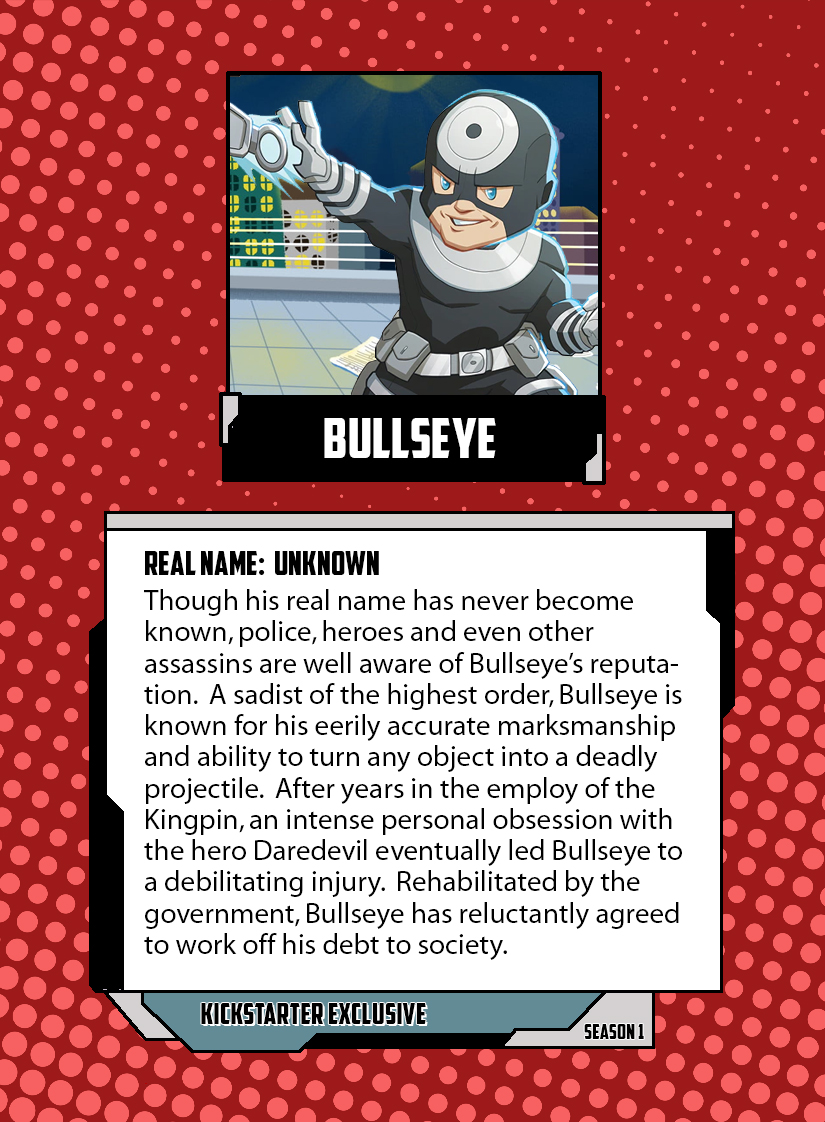 BULLSEYE
REAL NAME: UNKNOWN
Though his real name has never become
known, police, heroes and even other
assassins are well aware of Bullseye's reputa-
tion. A sadist of the highest order, Bullseye is
known for his eerily accurate marksmanship
and ability to turn any object into a deadly
projectile. After years in the employ of the
Kingpin, an intense personal obsession with
the hero Daredevil eventually led Bullseye to
a debilitating injury. Rehabilitated by the
government, Bullseye has reluctantly agreed
to work off his debt to society.
KICKSTARTER EXCLUSIVE
SEASON 1